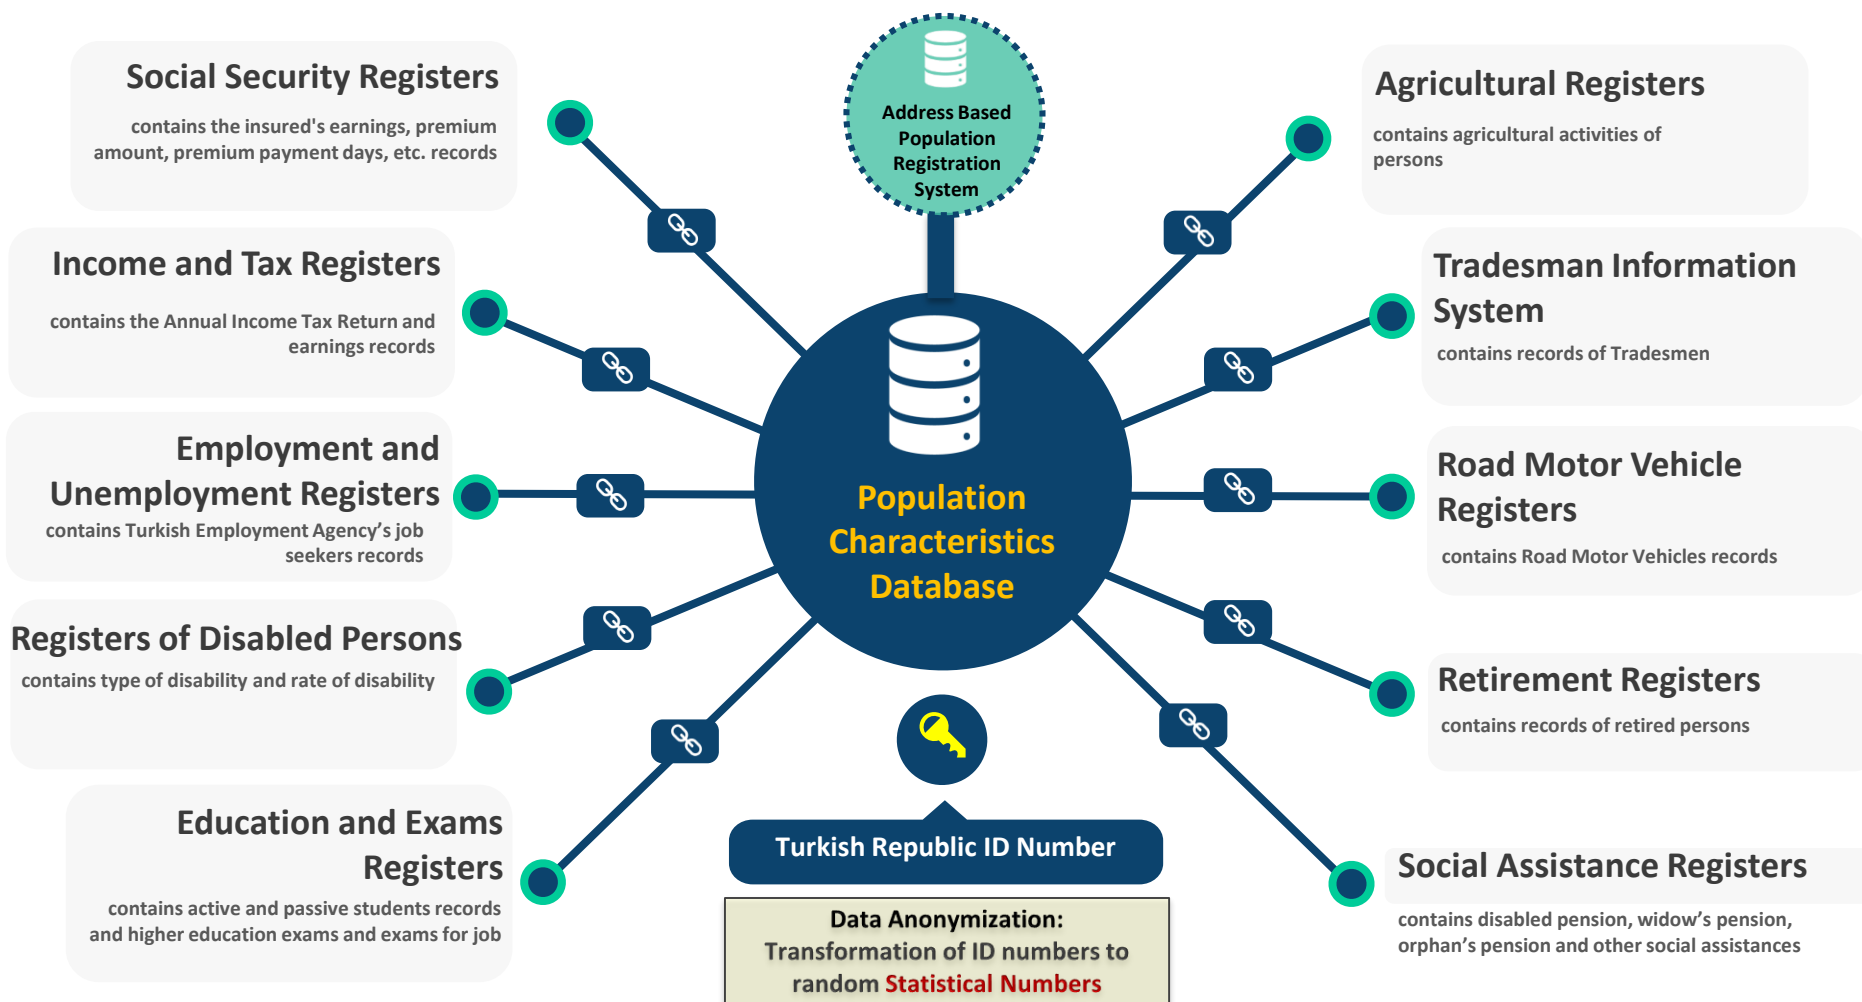 Social Security Registers
contains the insured's earnings, premium
amount, premium payment days, etc. records
Income and Tax Registers
contains the Annual Income Tax Return and
earnings records
Employment and
Unemployment Registers
contains Turkish Employment Agency’s job
seekers records
Registers of Disabled Persons
contains type of disability and rate of disability
Education and Exams
Registers
contains active and passive students records
and higher education exams and exams for job
Address Based
Population
Registration
System
Population
Characteristics
Database
Turkish Republic ID Number
Data Anonymization:
Transformation of ID numbers to
random Statistical Numbers
Agricultural Registers
contains agricultural activities of
persons
Tradesman Information
System
contains records of Tradesmen
Road Motor Vehicle
Registers
contains Road Motor Vehicles records
Retirement Registers
contains records of retired persons
Social Assistance Registers
contains disabled pension, widow’s pension,
orphan’s pension and other social assistances